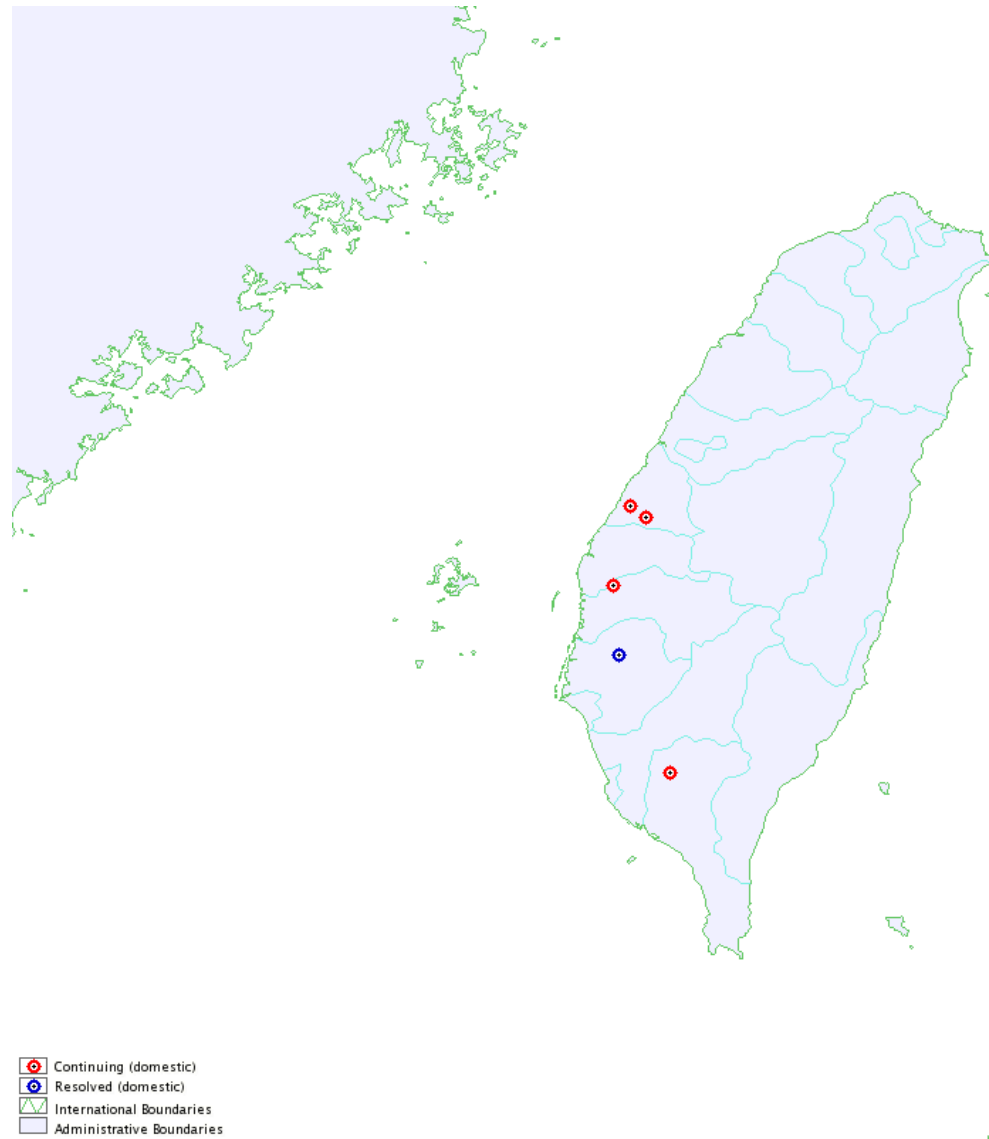 Continuing (domestic)
Resolved (domestic)
International Boundaries
Administrative Boundaries